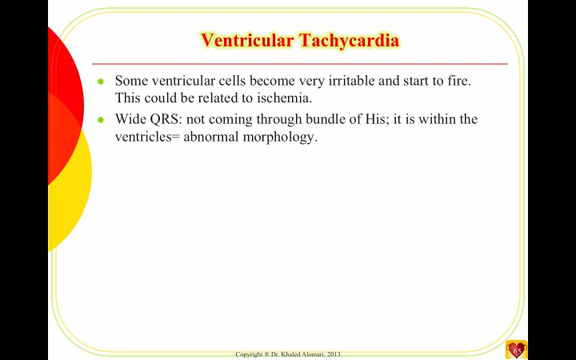 Ventricular Tachycardia
• Some ventricular cells become very irritable and start to fire.
This could be related to ischemia.
• Wide QRS: not coming through bundle of His; it is within the
ventricles= abnormal morphology.
Copyright ® Dr. Khaled Alomari, 2013